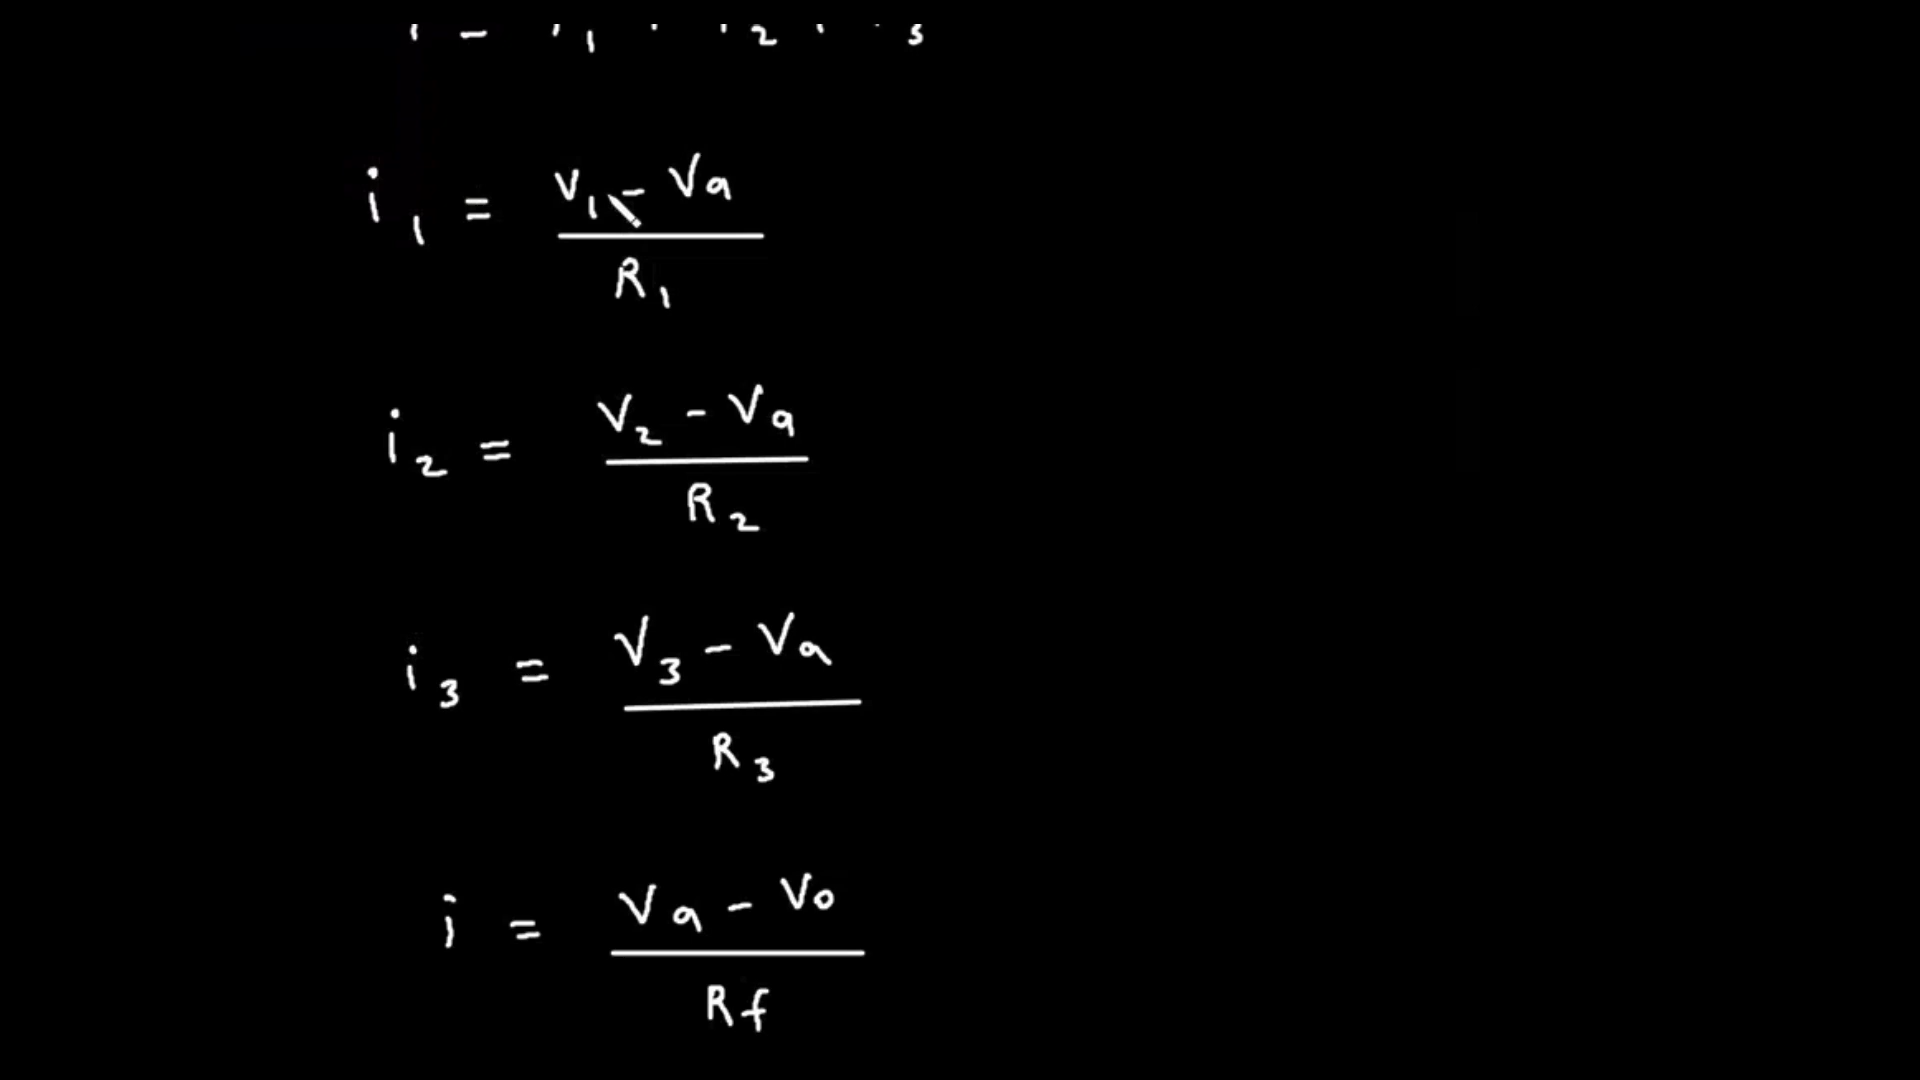 i₁ = (V₁ - Va) / R₁
i₂ = (V₂ - Va) / R₂
i₃ = (V₃ - Va) / R₃
i = (Va - Vo) / Rf